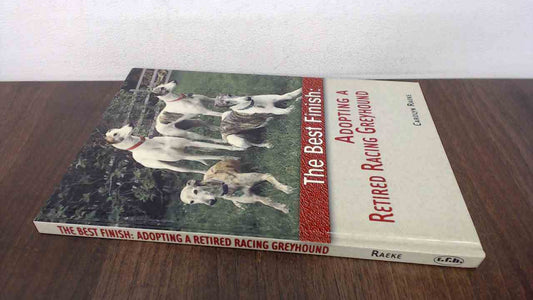 The Best Finish:
ADOPTING A
RETIRED RACING GREYHOUND
CAROLYN RAEKE
THE BEST FINISH: ADOPTING A RETIRED RACING GREYHOUND RAEKE t.f.h.